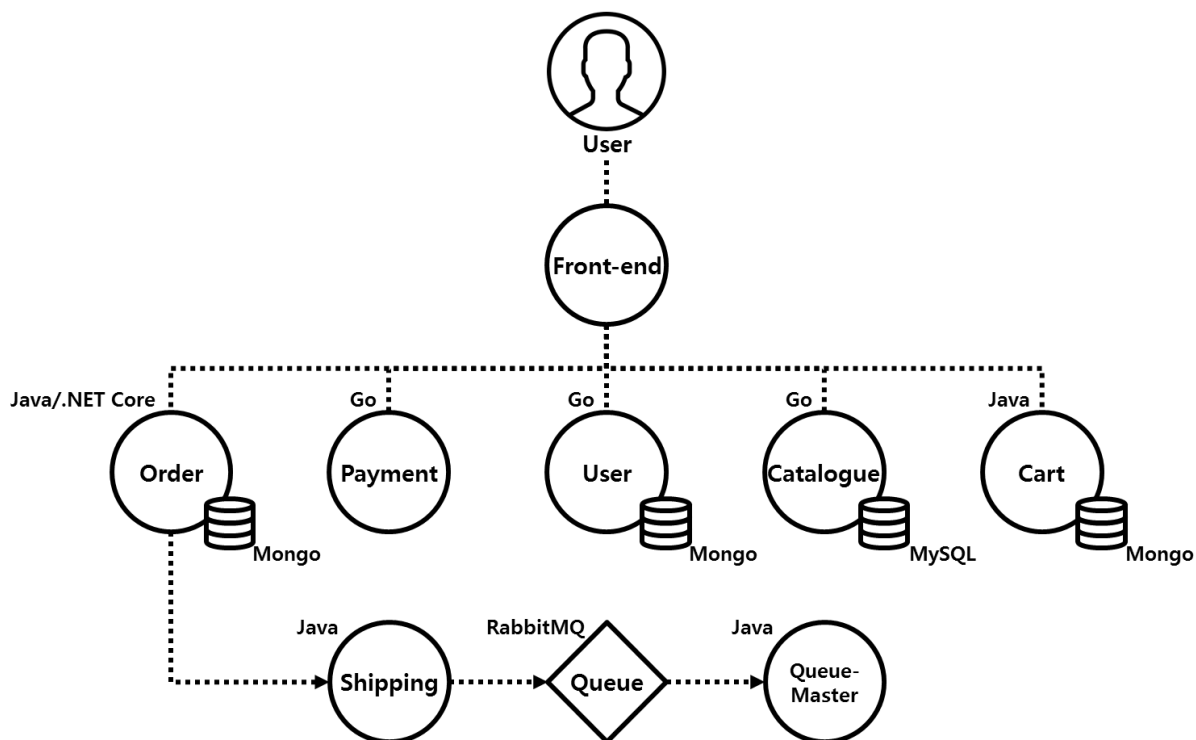 User
Front-end
Java/.NET Core
Go
Go
Go
Java
Order
Payment
User
Catalogue
Cart
Mongo
Mongo
MySQL
Mongo
Java
RabbitMQ
Java
Shipping
Queue
Queue-
Master